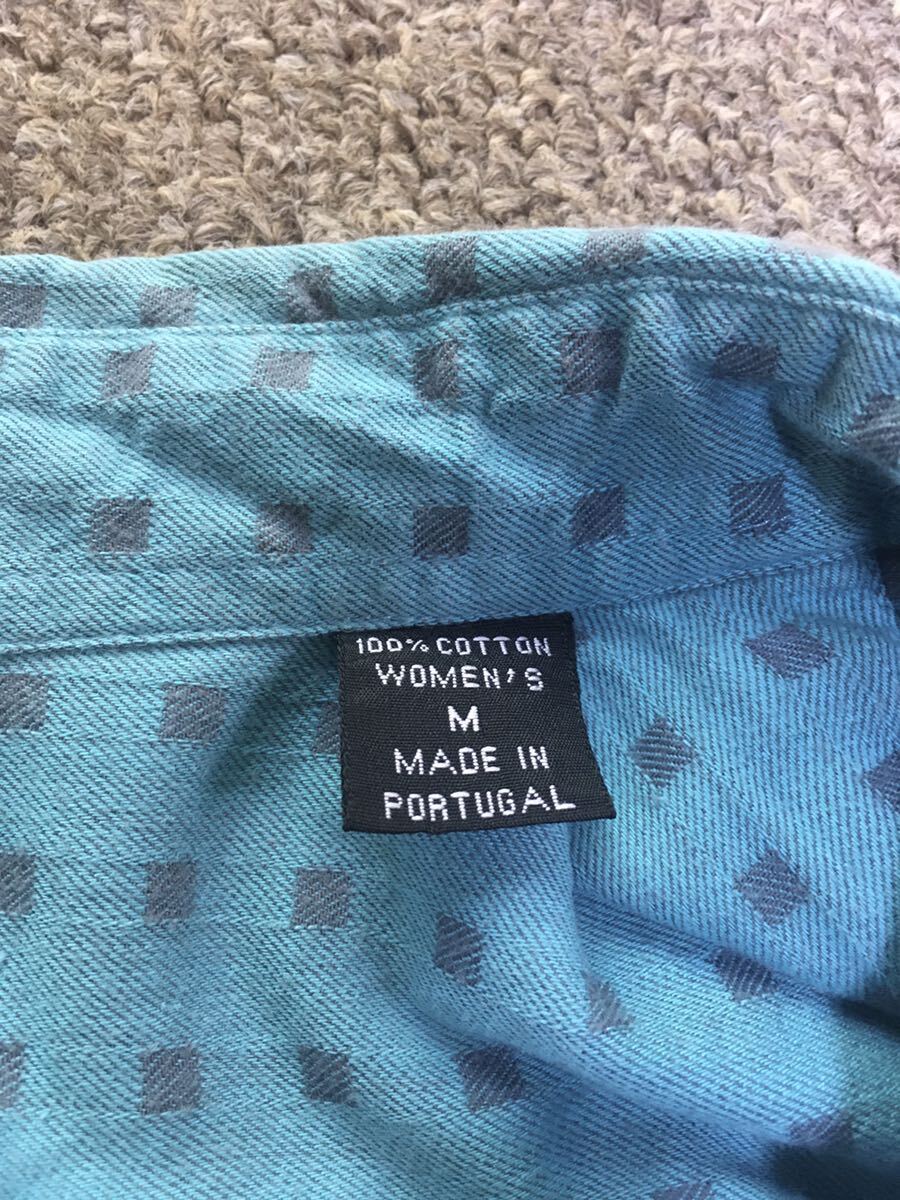 100% COTTON
WOMEN'S
M
MADE IN
PORTUGAL